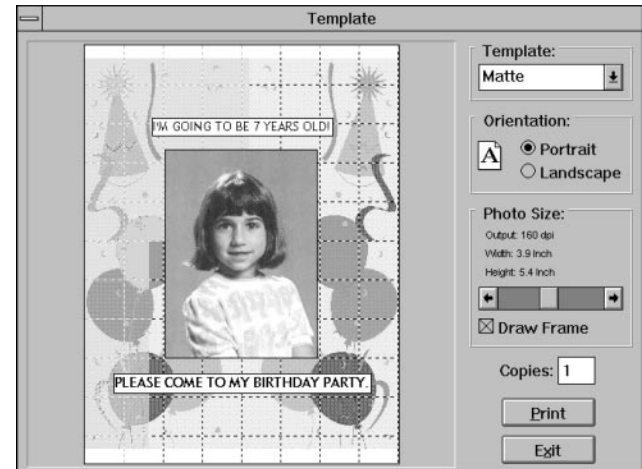 Template
I'M GOING TO BE 7 YEARS OLD!
PLEASE COME TO MY BIRTHDAY PARTY.
Template:
Matte
Orientation:
A
Portrait
Landscape
Photo Size:
Output: 160 dpi
Width: 3.9 Inch
Height: 5.4 Inch
Draw Frame
Copies: 1
Print
Exit